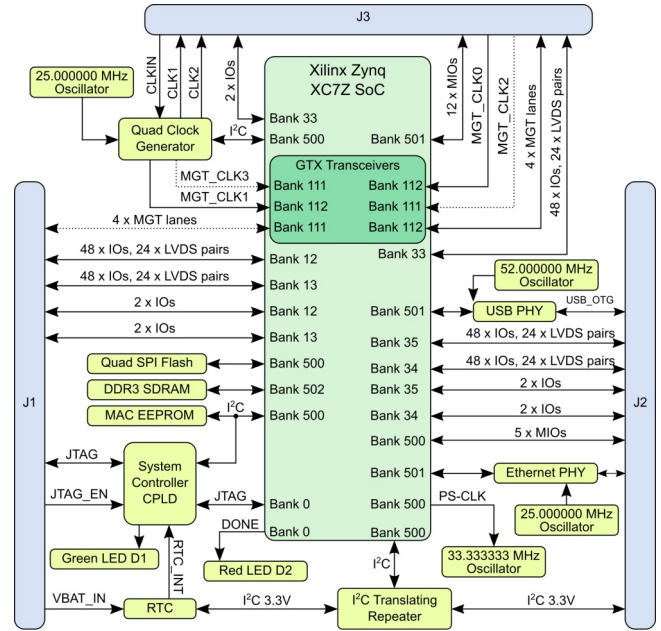 J3
25.000000 MHz
Oscillator
CLKIN
CLK1
CLK2
2 x IOs
Xilinx Zynq
XC7Z SoC
12 x MIOs
MGT_CLK0
MGT_CLK2
4 x MGT lanes
48 x IOs, 24 x LVDS pairs
Quad Clock
Generator
I²C
Bank 33
Bank 500
Bank 501
GTX Transceivers
MGT_CLK3
Bank 111
Bank 112
MGT_CLK1
Bank 112
Bank 111
4 x MGT lanes
Bank 111
Bank 112
Bank 33
48 x IOs, 24 x LVDS pairs
Bank 12
48 x IOs, 24 x LVDS pairs
Bank 13
52.000000 MHz
Oscillator
2 x IOs
Bank 12
Bank 501
USB PHY
USB_OTG
2 x IOs
Bank 13
Bank 35
48 x IOs, 24 x LVDS pairs
Quad SPI Flash
Bank 500
Bank 34
48 x IOs, 24 x LVDS pairs
DDR3 SDRAM
Bank 502
Bank 35
2 x IOs
J1
J2
MAC EEPROM
I²C
Bank 500
Bank 34
2 x IOs
Bank 500
5 x MIOs
JTAG
System
Controller
CPLD
Bank 501
Ethernet PHY
JTAG_EN
JTAG
Bank 0
Bank 500
PS-CLK
25.000000 MHz
Oscillator
DONE
Bank 0
Bank 500
Green LED D1
RTC_INT
Red LED D2
I²C
33.333333 MHz
Oscillator
VBAT_IN
RTC
I²C 3.3V
I²C Translating
Repeater
I²C 3.3V